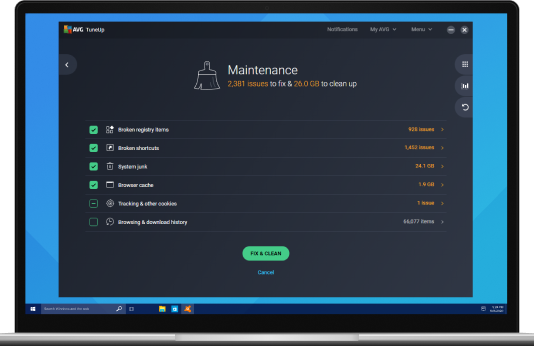 AVG TuneUp
Notifications My AVG Menu
Maintenance
2,381 issues to fix & 26.0 GB to clean up
Broken registry items 928 issues
Broken shortcuts 1,452 issues
System junk 24.1 GB
Browser cache 1.9 GB
Tracking & other cookies 1 issue
Browsing & download history 66,077 items
FIX & CLEAN
Cancel
Search Windows and the web